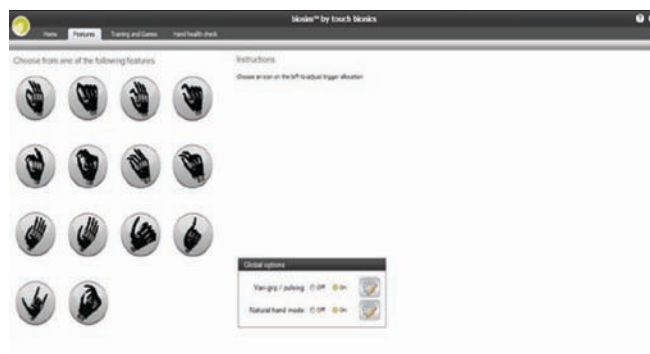 biosim™ by touch bionics
Home Features Training and Games Hand health check
Choose from one of the following features
Instructions
Choose an icon on the left to adjust trigger allocation
Global options
Vari-grip / pulsing: Off On
Natural hand mode: Off On